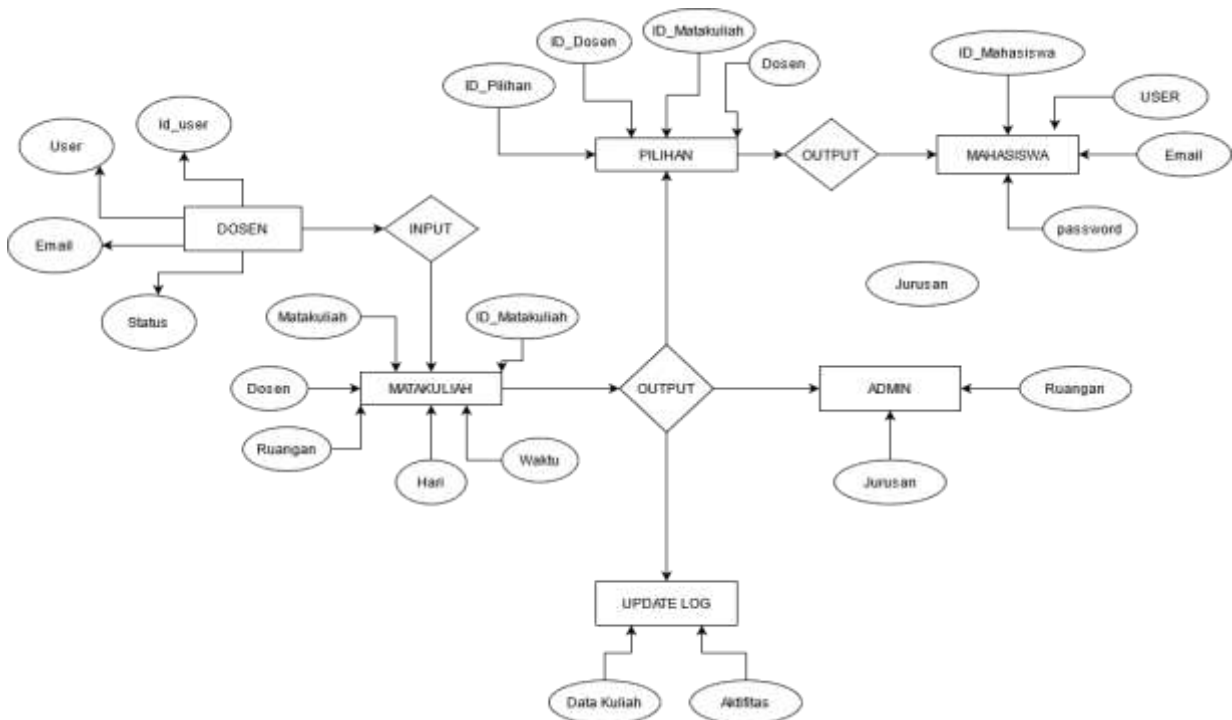 ID_Dosen
ID_Matakuliah
Dosen
ID_Mahasiswa
ID_Pilihan
USER
Id_user
User
PILIHAN
OUTPUT
MAHASISWA
Email
DOSEN
INPUT
Email
password
Jurusan
Status
Matakuliah
ID_Matakuliah
Dosen
MATAKULIAH
OUTPUT
ADMIN
Ruangan
Ruangan
Hari
Waktu
Jurusan
UPDATE LOG
Data Kuliah
Aktifitas